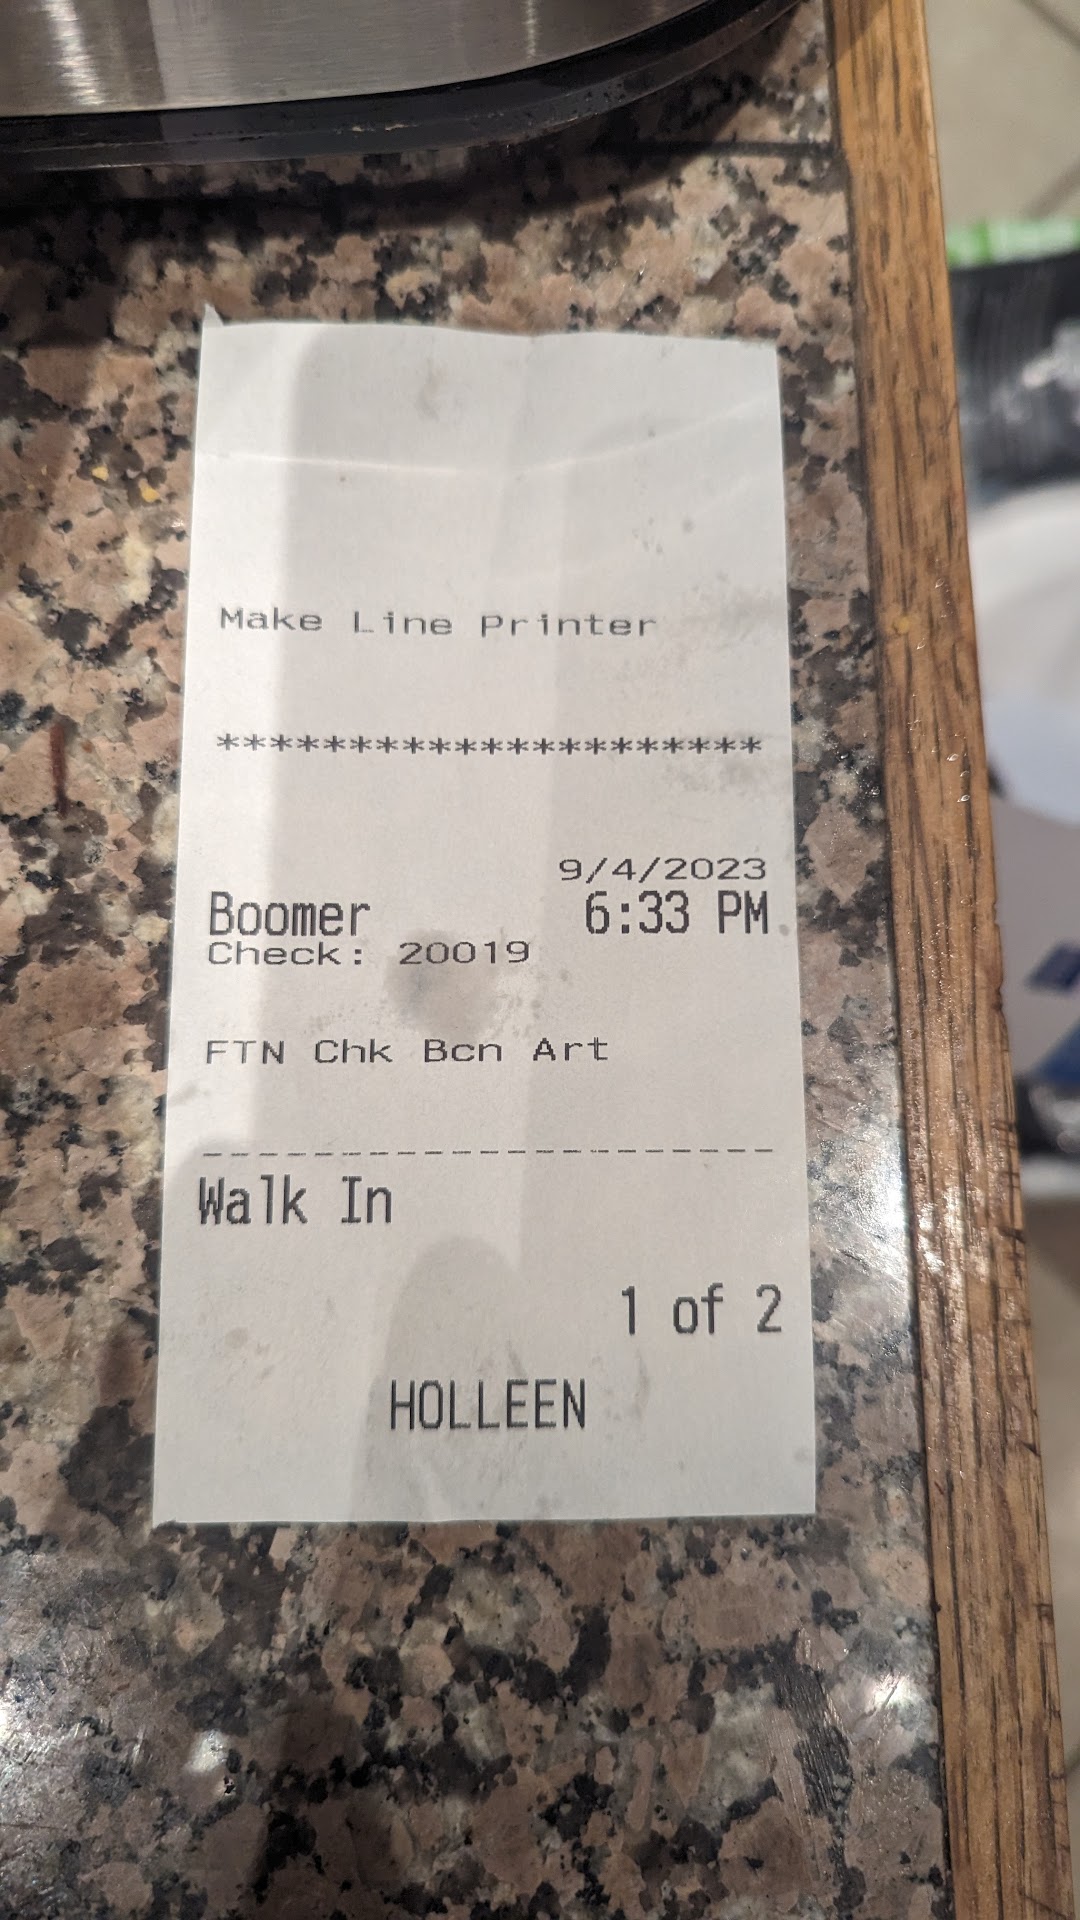 Make Line Printer
*********************
9/4/2023
Boomer 6:33 PM
Check: 20019
FTN Chk Bcn Art
---------------------
Walk In
1 of 2
HOLLEEN